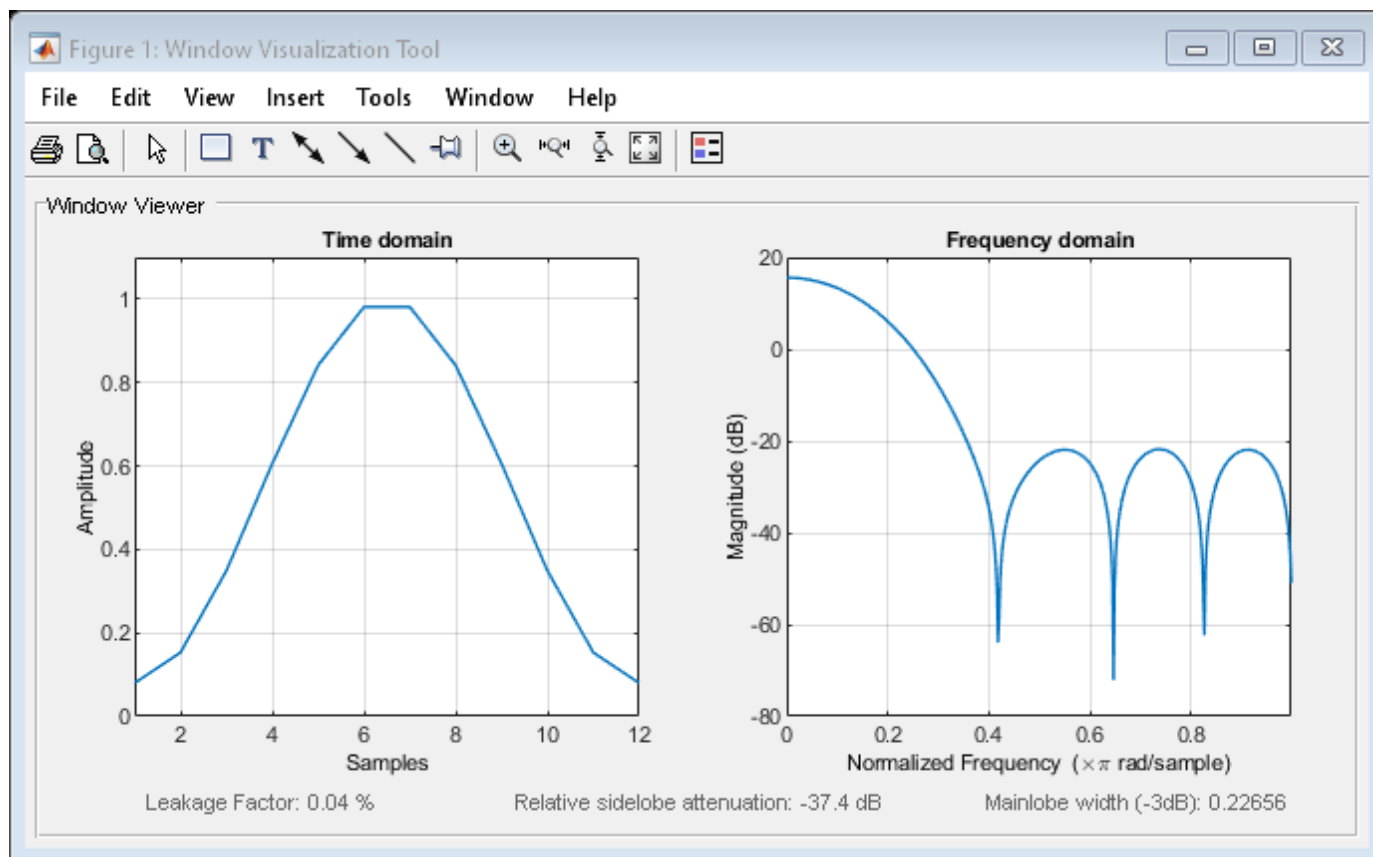 Figure 1: Window Visualization Tool
File Edit View Insert Tools Window Help
T
Window Viewer
Time domain
1
0.8
0.6
0.4
0.2
0
Amplitude
2 4 6 8 10 12
Samples
Frequency domain
20
0
-20
-40
-60
-80
Magnitude (dB)
0 0.2 0.4 0.6 0.8
Normalized Frequency (×π rad/sample)
Leakage Factor: 0.04 % Relative sidelobe attenuation: -37.4 dB Mainlobe width (-3dB): 0.22656